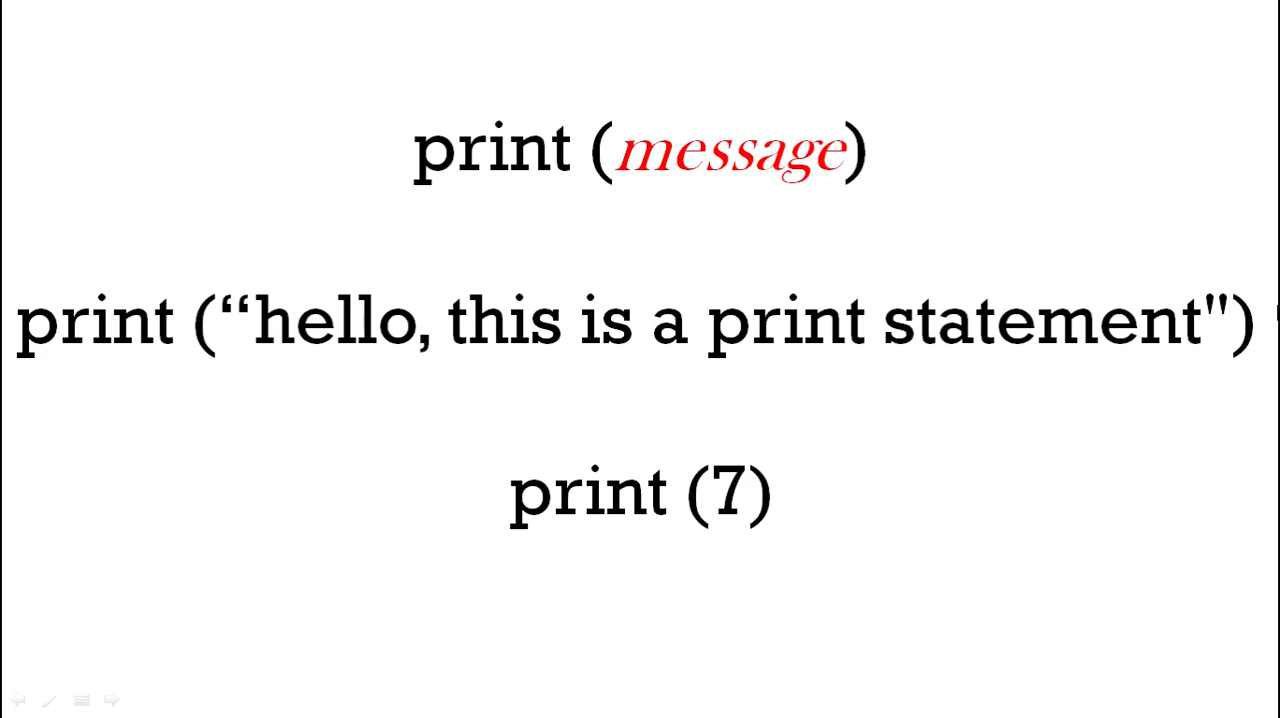 print (message)
print (“hello, this is a print statement")
print (7)